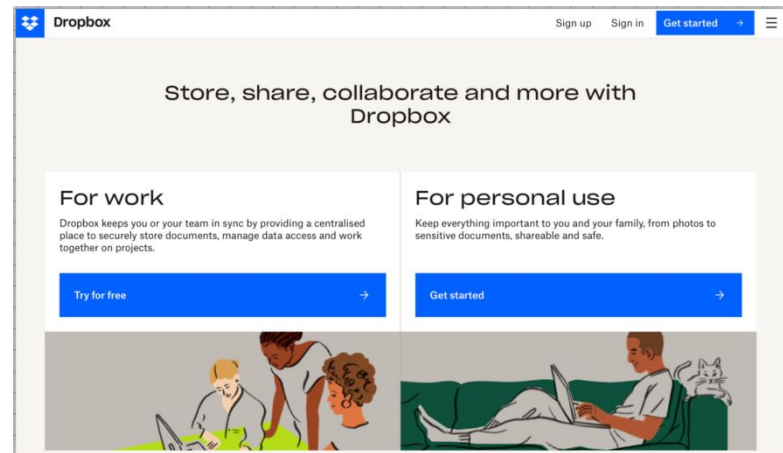 Dropbox
Sign up
Sign in
Get started
Store, share, collaborate and more with
Dropbox
For work
Dropbox keeps you or your team in sync by providing a centralised
place to securely store documents, manage data access and work
together on projects.
Try for free
For personal use
Keep everything important to you and your family, from photos to
sensitive documents, shareable and safe.
Get started